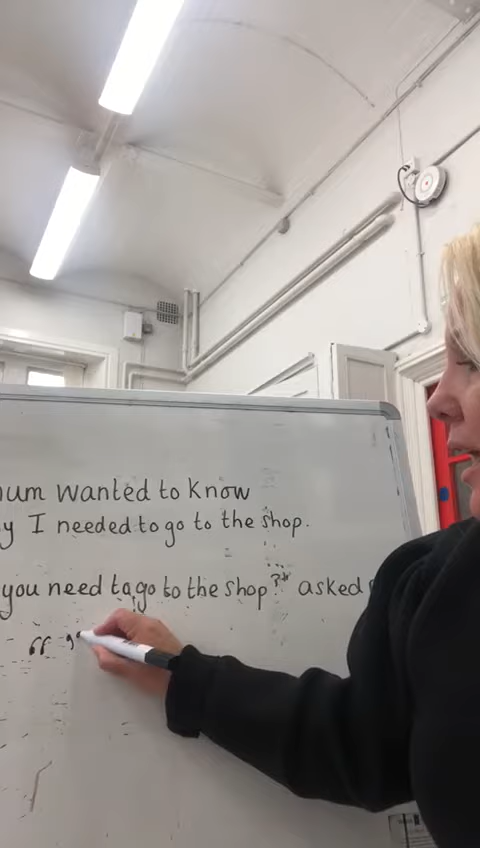 um wanted to know
y I needed to go to the shop.
you need to go to the shop?" asked
“ ”